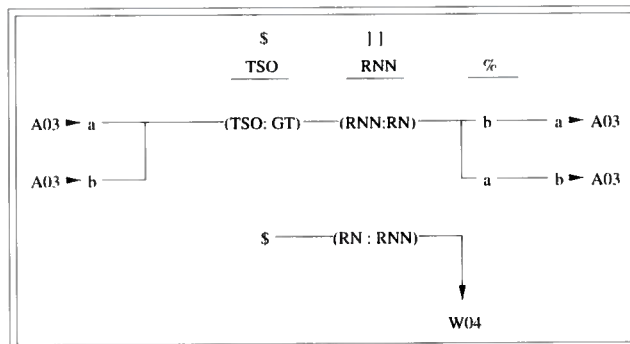 $ ] ]
TSO RNN %
A03 a (TSO: GT) (RNN:RN) b a A03
A03 b a b A03
$ (RN : RNN)
W04